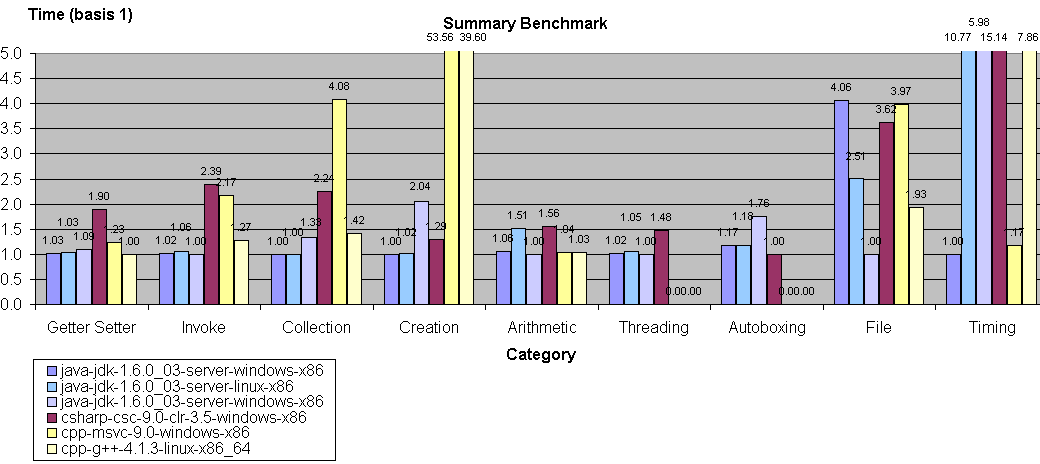 Time (basis 1)
Summary Benchmark
53.56 39.60
5.98
10.77 15.14 7.86
5.0
4.5
4.0
3.5
3.0
2.5
2.0
1.5
1.0
0.5
0.0
1.03 1.03 1.09 1.90 1.23 1.00
1.02 1.06 1.00 2.39 2.17 1.27
1.00 1.00 1.33 2.24 4.08 1.42
1.00 1.02 2.04 1.29
1.06 1.51 1.00 1.56 1.04 1.03
1.02 1.05 1.00 1.48 0.00.00
1.17 1.18 1.76 1.00 0.00.00
4.06 2.51 1.00 3.62 3.97 1.93
1.00 1.17
Getter Setter Invoke Collection Creation Arithmetic Threading Autoboxing File Timing
Category
java-jdk-1.6.0_03-server-windows-x86
java-jdk-1.6.0_03-server-linux-x86
java-jdk-1.6.0_03-server-windows-x86
csharp-csc-9.0-clr-3.5-windows-x86
cpp-msvc-9.0-windows-x86
cpp-g++-4.1.3-linux-x86_64